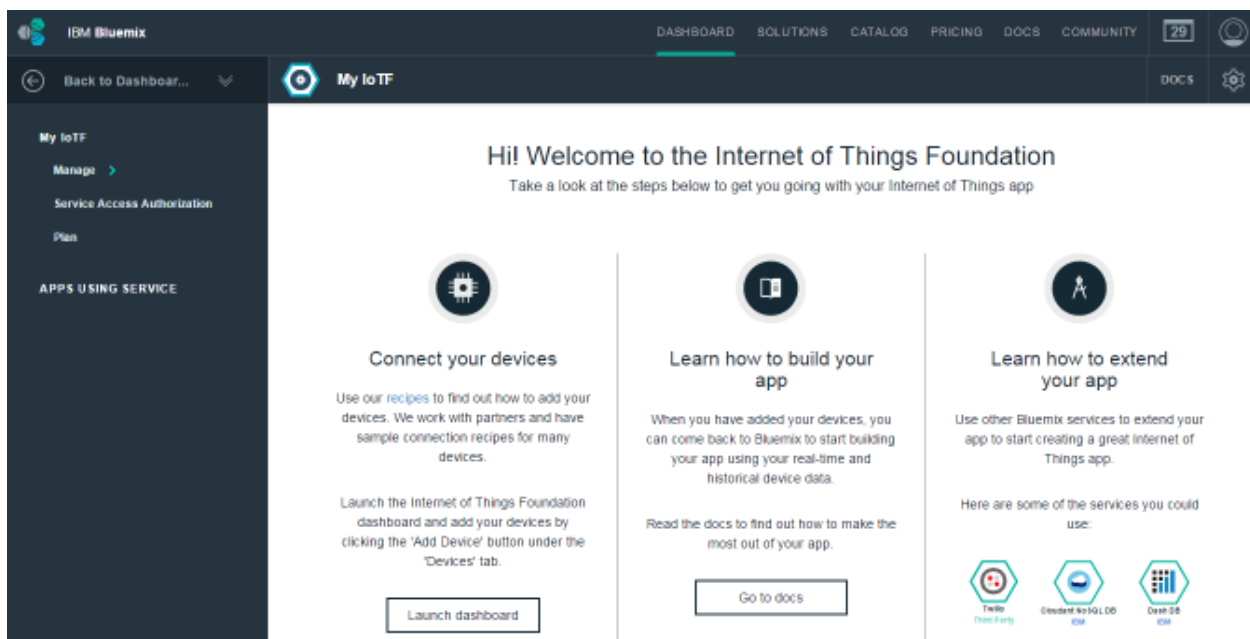 IBM Bluemix
DASHBOARD SOLUTIONS CATALOG PRICING DOCS COMMUNITY 29
Back to Dashboar...
My IoTF
DOCS
My IoTF
Manage >
Service Access Authorization
Plan
APPS USING SERVICE
Hi! Welcome to the Internet of Things Foundation
Take a look at the steps below to get you going with your Internet of Things app
Connect your devices
Use our recipes to find out how to add your
devices. We work with partners and have
sample connection recipes for many
devices.
Launch the Internet of Things Foundation
dashboard and add your devices by
clicking the 'Add Device' button under the
'Devices' tab.
Launch dashboard
Learn how to build your
app
When you have added your devices, you
can come back to Bluemix to start building
your app using your real-time and
historical device data.
Read the docs to find out how to make the
most out of your app.
Go to docs
Learn how to extend
your app
Use other Bluemix services to extend your
app to start creating a great Internet of
Things app.
Here are some of the services you could
use:
Twilio
Third Party
Cloudant NoSQL DB
IBM
Dash DB
IBM